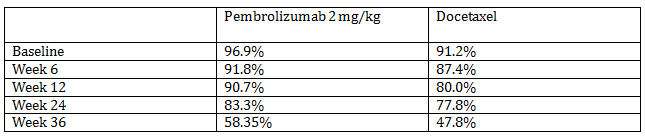 Pembrolizumab 2 mg/kg Docetaxel
Baseline 96.9% 91.2%
Week 6 91.8% 87.4%
Week 12 90.7% 80.0%
Week 24 83.3% 77.8%
Week 36 58.35% 47.8%